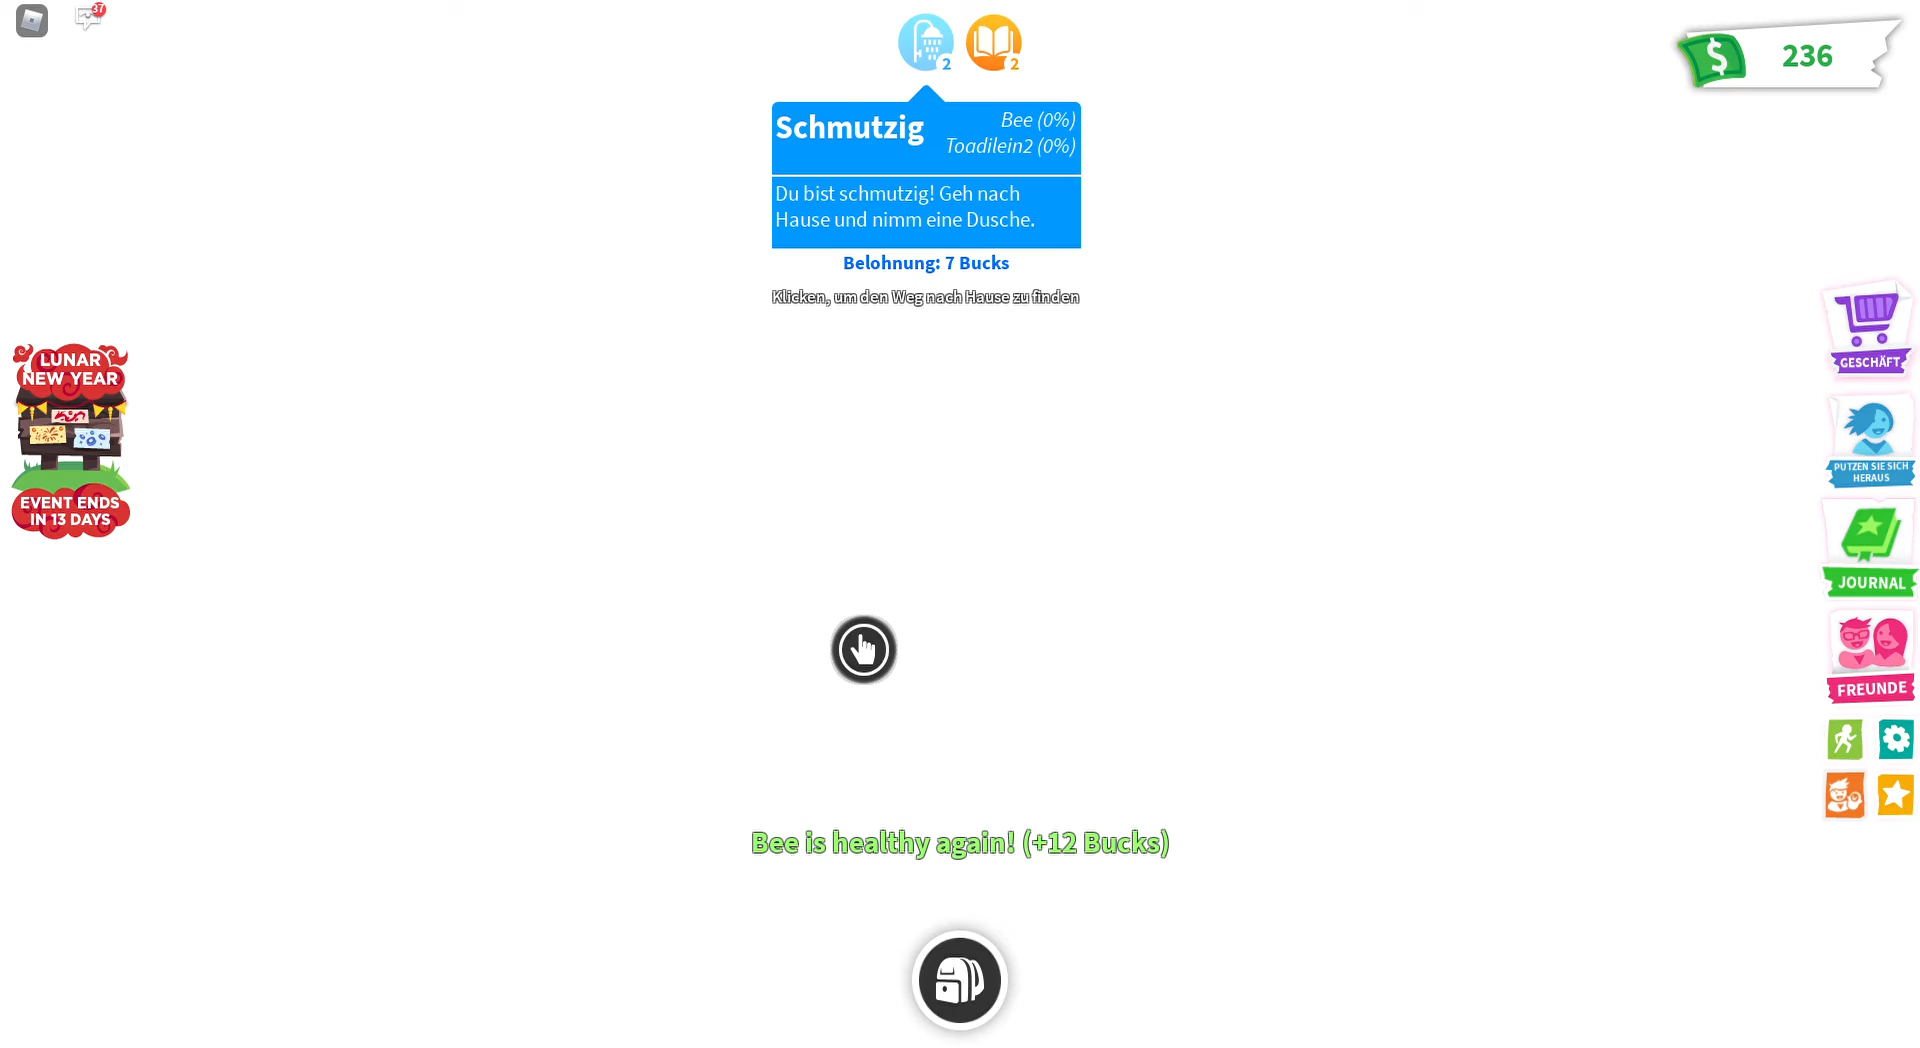 37
2
2
236
Schmutzig
Bee (0%)
Toadilein2 (0%)
Du bist schmutzig! Geh nach
Hause und nimm eine Dusche.
Belohnung: 7 Bucks
Klicken, um den Weg nach Hause zu finden
LUNAR
NEW YEAR
EVENT ENDS
IN 13 DAYS
GESCHÄFT
PUTZEN SIE SICH
HERAUS
JOURNAL
FREUNDE
Bee is healthy again! (+12 Bucks)